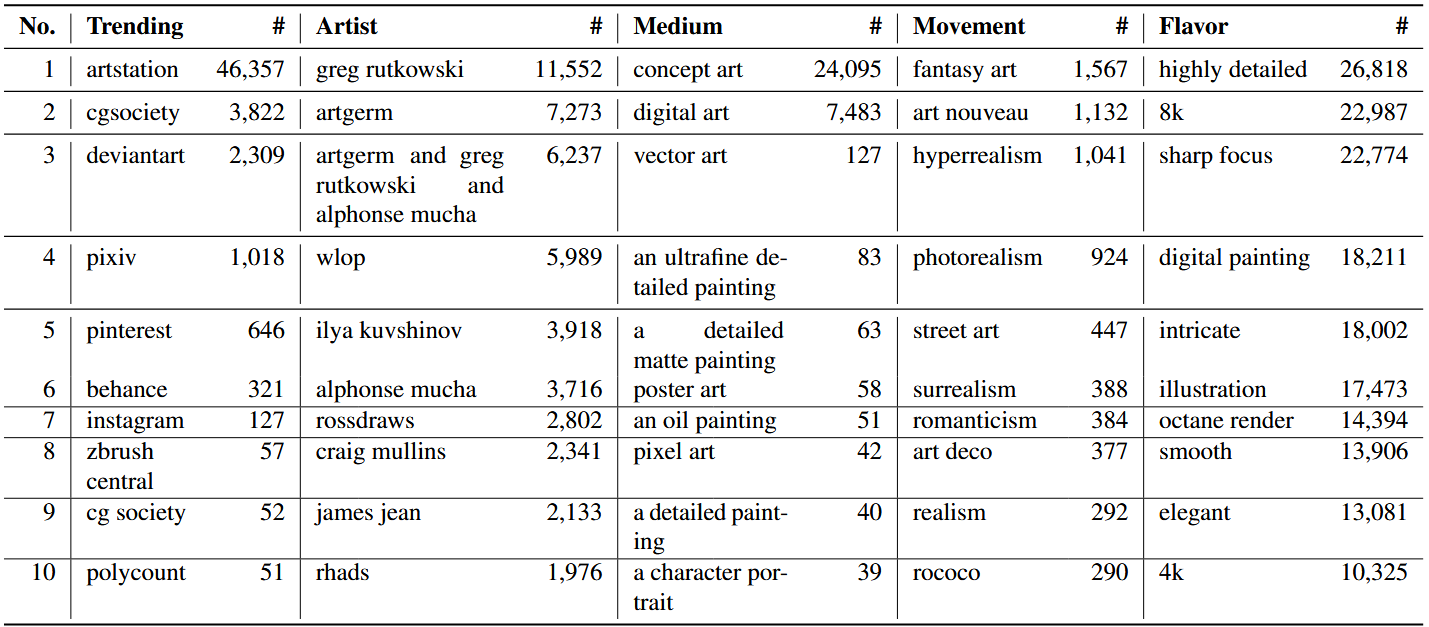 No. Trending # Artist # Medium # Movement # Flavor #
1 artstation 46,357 greg rutkowski 11,552 concept art 24,095 fantasy art 1,567 highly detailed 26,818
2 cgsociety 3,822 artgerm 7,273 digital art 7,483 art nouveau 1,132 8k 22,987
3 deviantart 2,309 artgerm and greg 6,237 vector art 127 hyperrealism 1,041 sharp focus 22,774
rutkowski and
alphonse mucha
4 pixiv 1,018 wlop 5,989 an ultrafine de- 83 photorealism 924 digital painting 18,211
tailed painting
5 pinterest 646 ilya kuvshinov 3,918 a detailed 63 street art 447 intricate 18,002
matte painting
6 behance 321 alphonse mucha 3,716 poster art 58 surrealism 388 illustration 17,473
7 instagram 127 rossdraws 2,802 an oil painting 51 romanticism 384 octane render 14,394
8 zbrush 57 craig mullins 2,341 pixel art 42 art deco 377 smooth 13,906
central
9 cg society 52 james jean 2,133 a detailed paint- 40 realism 292 elegant 13,081
ing
10 polycount 51 rhads 1,976 a character por- 39 rococo 290 4k 10,325
trait